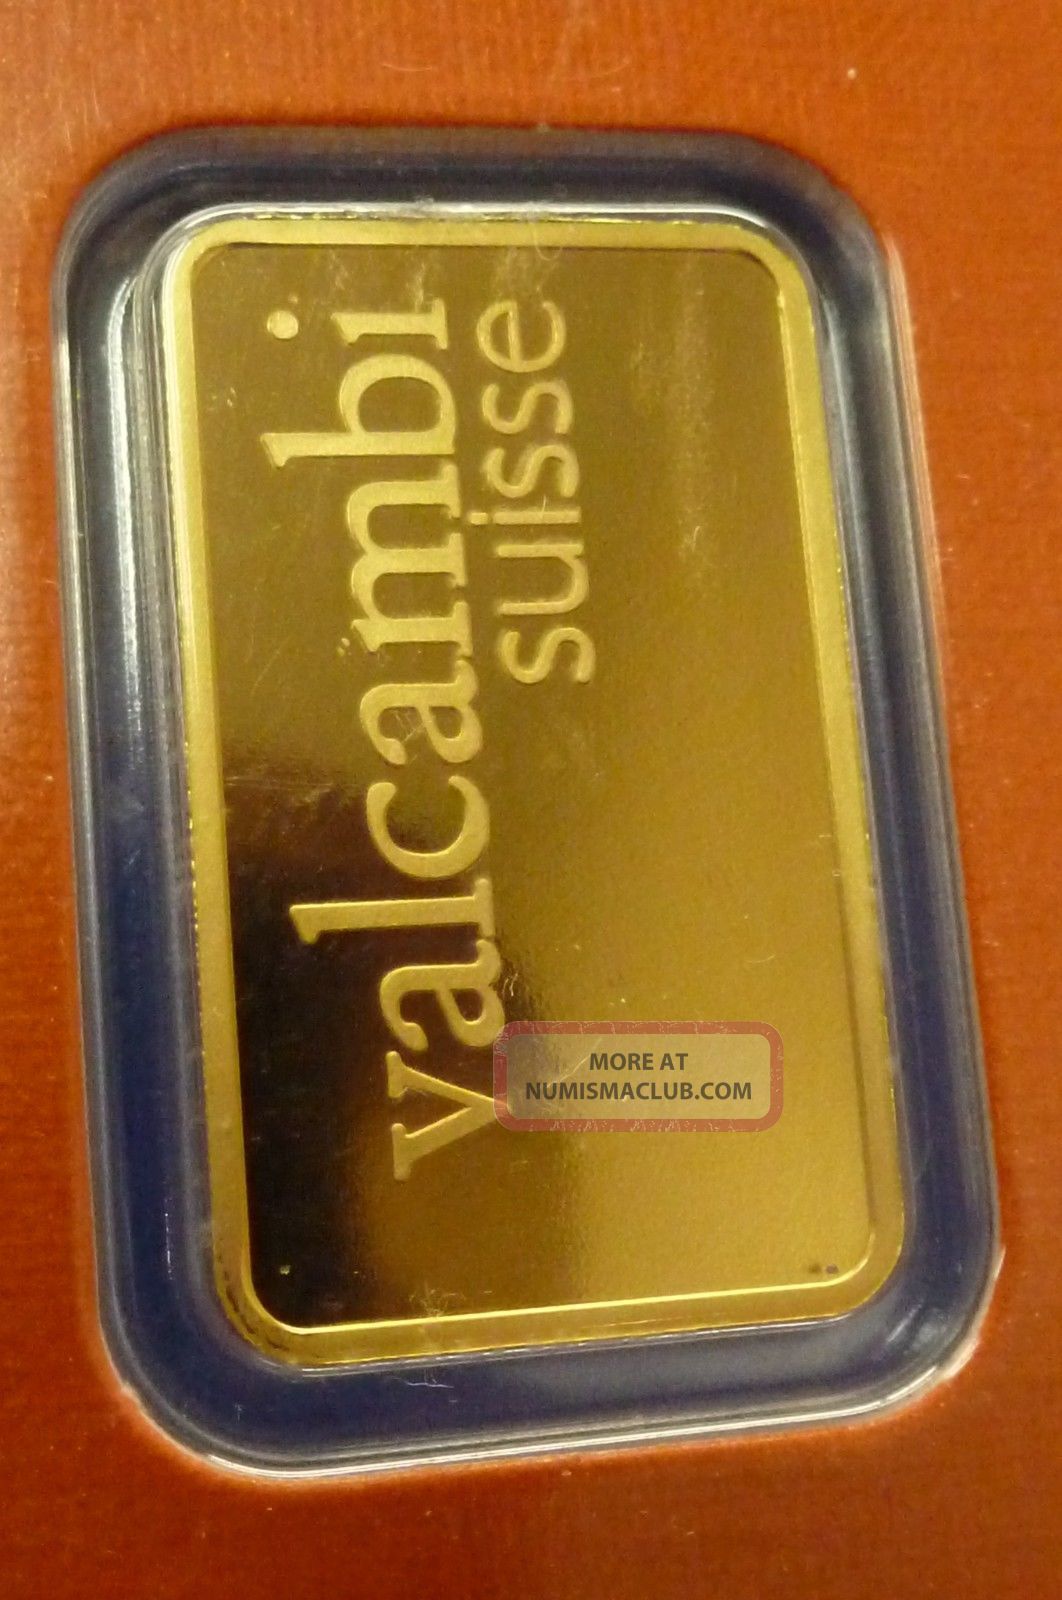 valcambi
suisse
MORE AT
NUMISMACLUB.COM